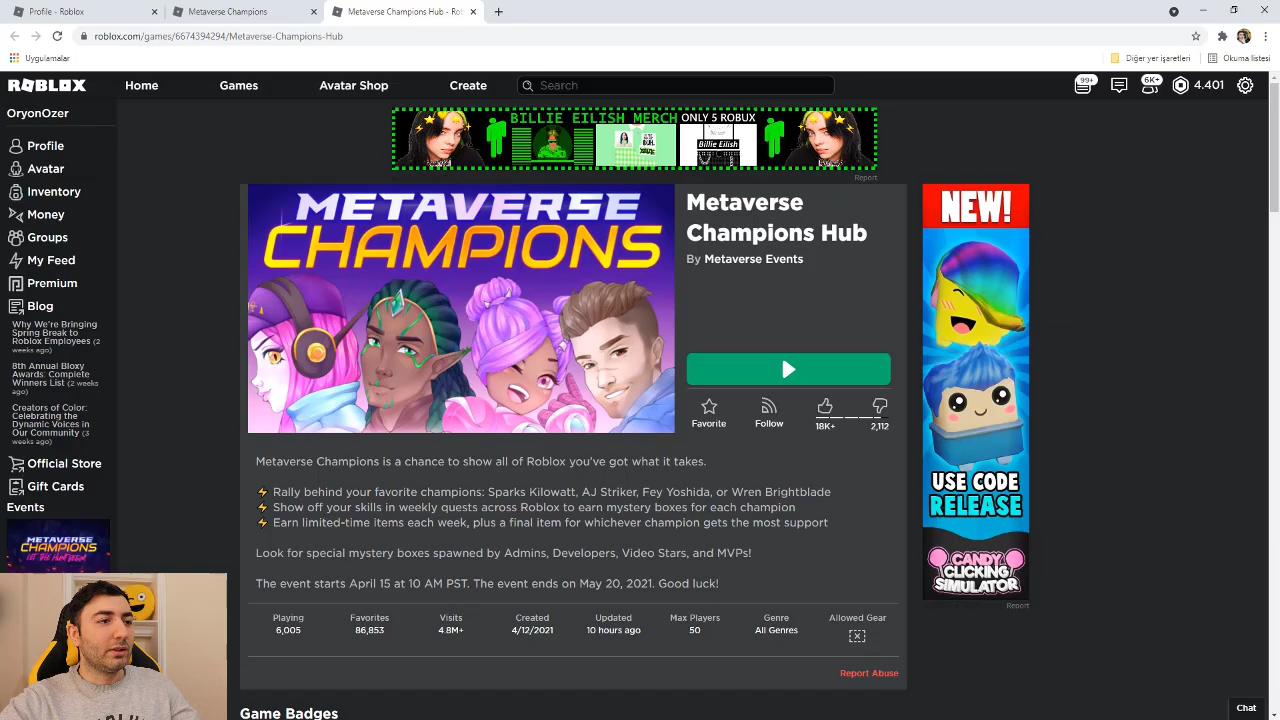 Profile - Roblox
Metaverse Champions
Metaverse Champions Hub - Rob
roblox.com/games/6674394294/Metaverse-Champions-Hub
Uygulamalar
Diğer yer işaretleri
Okuma listesi
ROBLOX
Home
Games
Avatar Shop
Create
Search
99+
6K+
4.401
OryonOzer
Profile
Avatar
Inventory
Money
Groups
My Feed
Premium
Blog
Why We're Bringing
Spring Break to
Roblox Employees (2
weeks ago)
8th Annual Bloxy
Awards: Complete
Winners List (2 weeks
ago)
Creators of Color:
Celebrating the
Dynamic Voices in
Our Community (3
weeks ago)
Official Store
Gift Cards
Events
METAVERSE
CHAMPIONS
BILLIE EILISH MERCH
ONLY 5 ROBUX
Billie Eilish
Report
METAVERSE
CHAMPIONS
Metaverse
Champions Hub
By Metaverse Events
Favorite
Follow
18K+
2,112
Metaverse Champions is a chance to show all of Roblox you've got what it takes.
⚡ Rally behind your favorite champions: Sparks Kilowatt, AJ Striker, Fey Yoshida, or Wren Brightblade
⚡ Show off your skills in weekly quests across Roblox to earn mystery boxes for each champion
⚡ Earn limited-time items each week, plus a final item for whichever champion gets the most support
Look for special mystery boxes spawned by Admins, Developers, Video Stars, and MVPs!
The event starts April 15 at 10 AM PST. The event ends on May 20, 2021. Good luck!
Playing
6,005
Favorites
86,853
Visits
4.8M+
Created
4/12/2021
Updated
10 hours ago
Max Players
50
Genre
All Genres
Allowed Gear
Report Abuse
Game Badges
NEW!
USE CODE
RELEASE
CANDY
CLICKING
SIMULATOR
Report
Chat